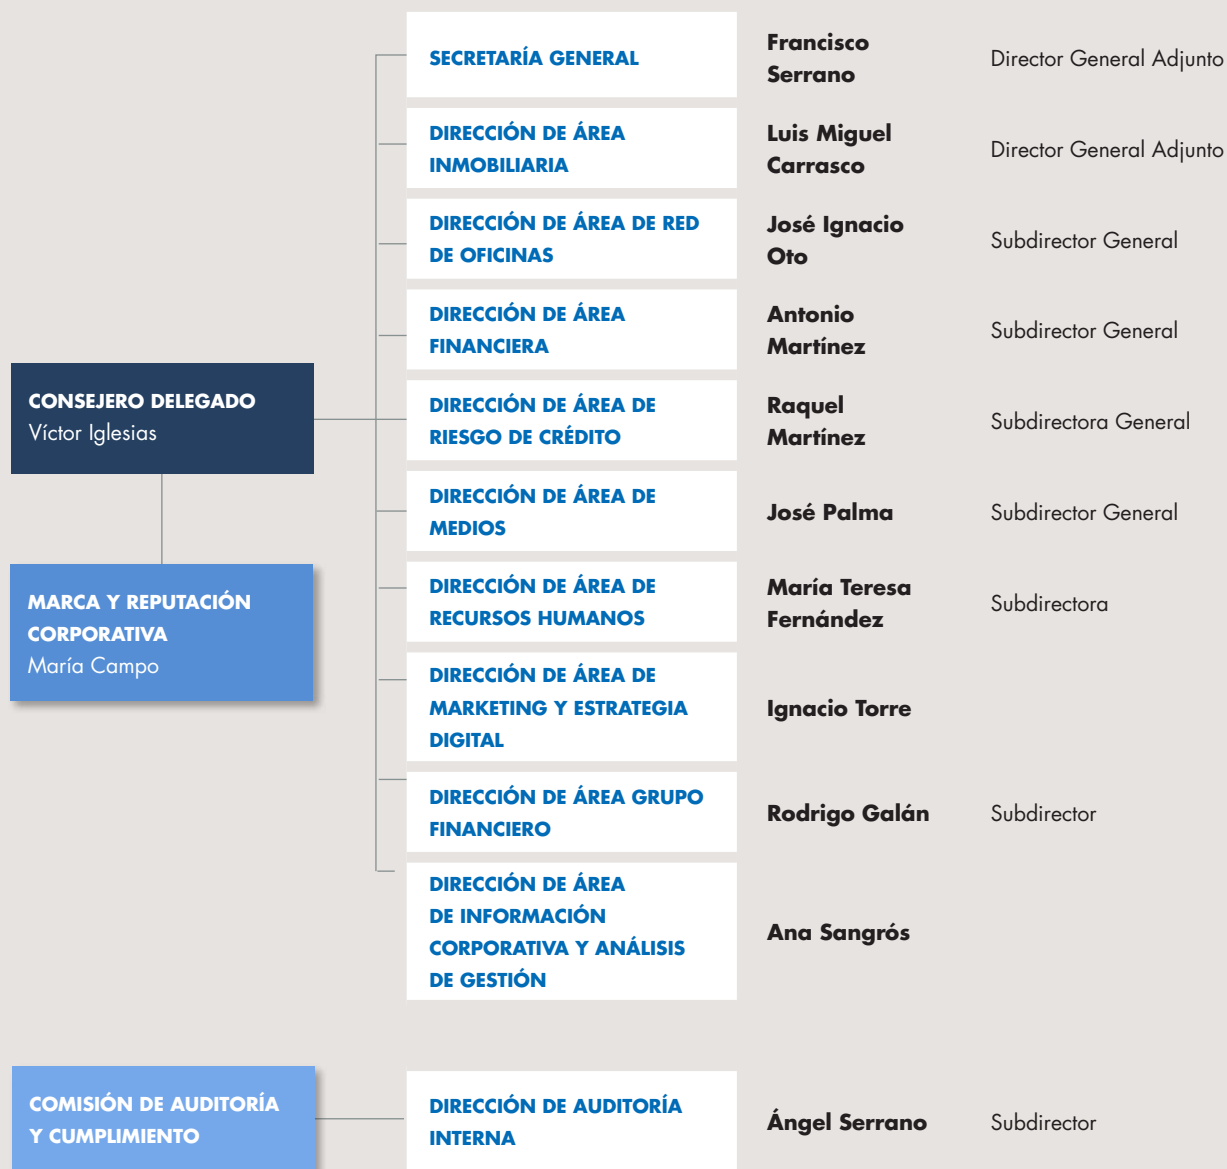 SECRETARÍA GENERAL
Francisco
Serrano
Director General Adjunto
DIRECCIÓN DE ÁREA
INMOBILIARIA
Luis Miguel
Carrasco
Director General Adjunto
DIRECCIÓN DE ÁREA DE RED
DE OFICINAS
José Ignacio
Oto
Subdirector General
DIRECCIÓN DE ÁREA
FINANCIERA
Antonio
Martínez
Subdirector General
CONSEJERO DELEGADO
Víctor Iglesias
DIRECCIÓN DE ÁREA DE
RIESGO DE CRÉDITO
Raquel
Martínez
Subdirectora General
DIRECCIÓN DE ÁREA DE
MEDIOS
José Palma
Subdirector General
MARCA Y REPUTACIÓN
CORPORATIVA
María Campo
DIRECCIÓN DE ÁREA DE
RECURSOS HUMANOS
María Teresa
Fernández
Subdirectora
DIRECCIÓN DE ÁREA DE
MARKETING Y ESTRATEGIA
DIGITAL
Ignacio Torre
DIRECCIÓN DE ÁREA GRUPO
FINANCIERO
Rodrigo Galán
Subdirector
DIRECCIÓN DE ÁREA
DE INFORMACIÓN
CORPORATIVA Y ANÁLISIS
DE GESTIÓN
Ana Sangrós
COMISIÓN DE AUDITORÍA
Y CUMPLIMIENTO
DIRECCIÓN DE AUDITORÍA
INTERNA
Ángel Serrano
Subdirector